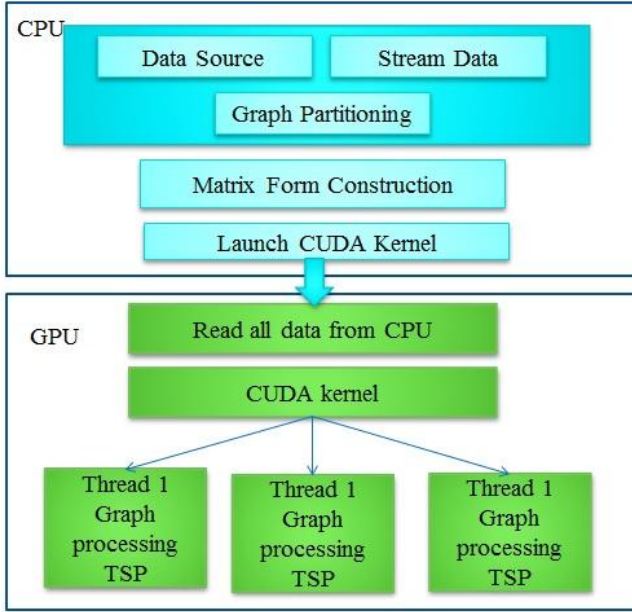 CPU
Data Source
Stream Data
Graph Partitioning
Matrix Form Construction
Launch CUDA Kernel
GPU
Read all data from CPU
CUDA kernel
Thread 1
Graph
processing
TSP
Thread 1
Graph
processing
TSP
Thread 1
Graph
processing
TSP